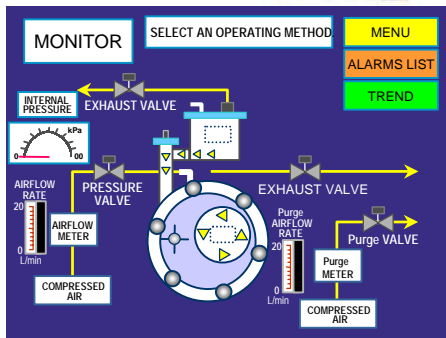 MONITOR
SELECT AN OPERATING METHOD
MENU
ALARMS LIST
TREND
INTERNAL
PRESSURE
EXHAUST VALVE
kPa
0
00
PRESSURE
VALVE
EXHAUST VALVE
AIRFLOW
RATE
20
0
L/min
AIRFLOW
METER
COMPRESSED
AIR
Purge
AIRFLOW
RATE
20
0
L/min
Purge VALVE
Purge
METER
COMPRESSED
AIR